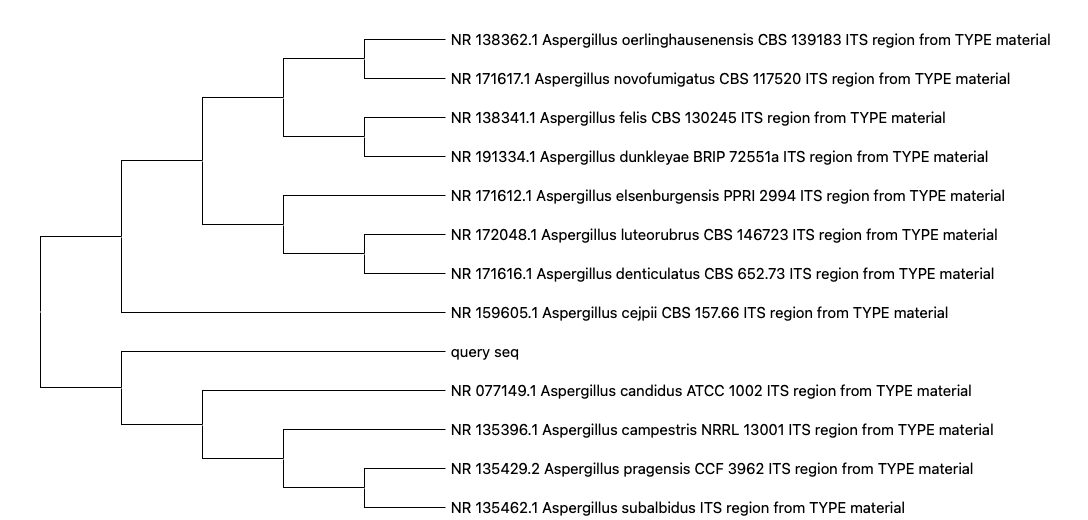 NR 138362.1 Aspergillus oerlinghausenensis CBS 139183 ITS region from TYPE material
NR 171617.1 Aspergillus novofumigatus CBS 117520 ITS region from TYPE material
NR 138341.1 Aspergillus felis CBS 130245 ITS region from TYPE material
NR 191334.1 Aspergillus dunkleyae BRIP 72551a ITS region from TYPE material
NR 171612.1 Aspergillus elsenburgensis PPRI 2994 ITS region from TYPE material
NR 172048.1 Aspergillus luteorubrus CBS 146723 ITS region from TYPE material
NR 171616.1 Aspergillus denticulatus CBS 652.73 ITS region from TYPE material
NR 159605.1 Aspergillus cejpii CBS 157.66 ITS region from TYPE material
query seq
NR 077149.1 Aspergillus candidus ATCC 1002 ITS region from TYPE material
NR 135396.1 Aspergillus campestris NRRL 13001 ITS region from TYPE material
NR 135429.2 Aspergillus pragensis CCF 3962 ITS region from TYPE material
NR 135462.1 Aspergillus subalbidus ITS region from TYPE material